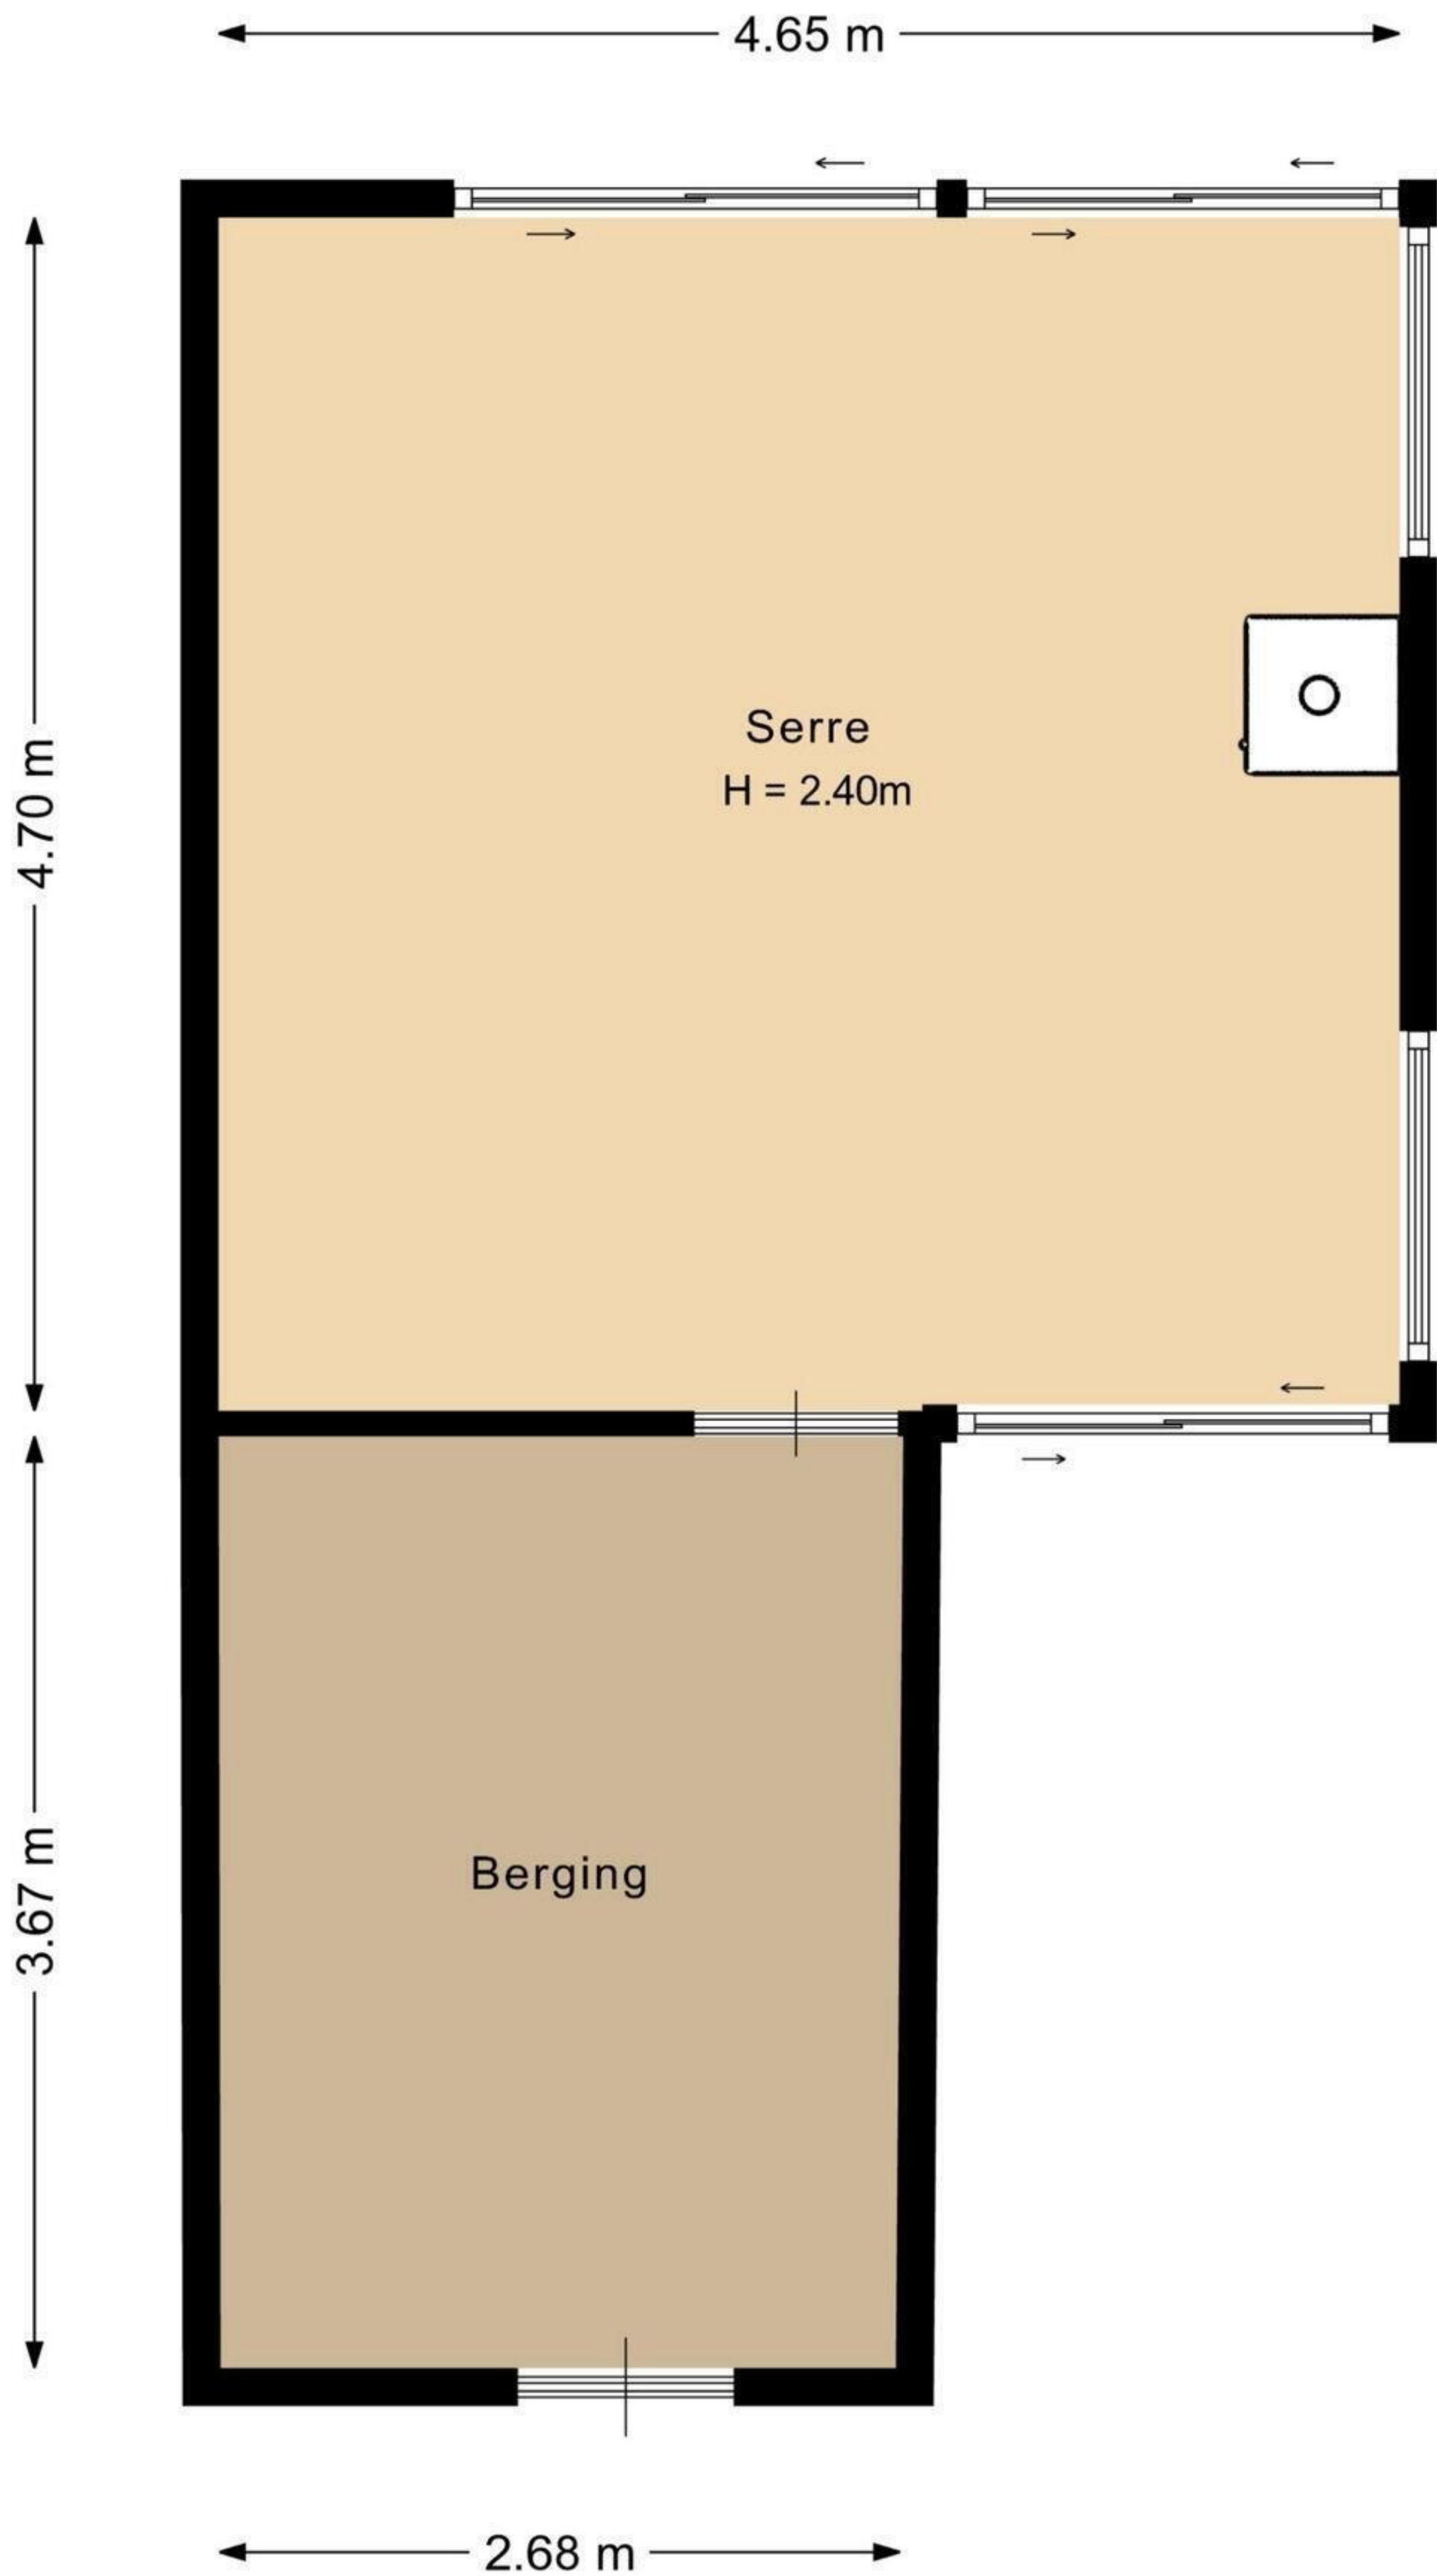 4.65 m
4.70 m
Serre
H = 2.40m
3.67 m
Berging
2.68 m